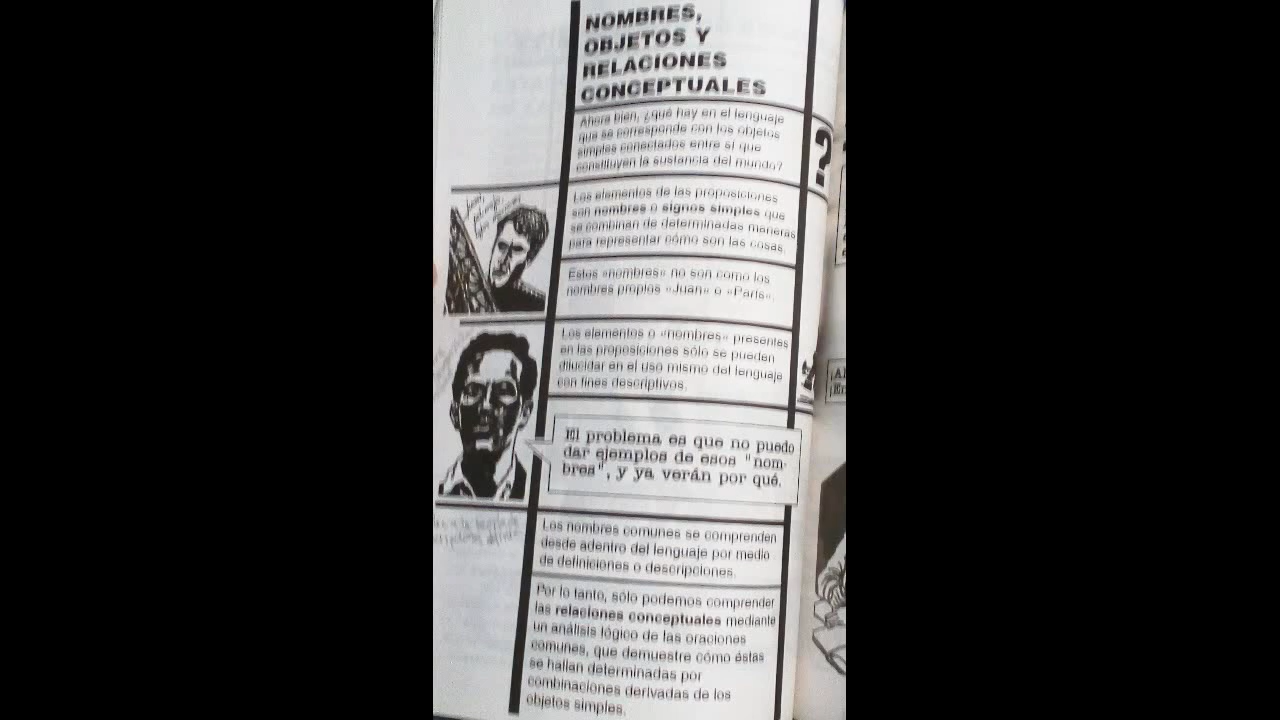 NOMBRES,
OBJETOS Y
RELACIONES
CONCEPTUALES
Ahora bien, ¿qué hay en el lenguaje
que se corresponde con los objetos
simples conectados entre sí que
constituyen la sustancia del mundo?
?
Los elementos de las proposiciones
son nombres o signos simples que
se combinan de determinadas maneras
para representar cómo son las cosas.
Estos «nombres» no son como los
nombres propios «Juan» o «París».
Los elementos o «nombres» presentes
en las proposiciones sólo se pueden
dilucidar en el uso mismo del lenguaje
con fines descriptivos.
El problema es que no puedo
dar ejemplos de esos "nom-
bres", y ya verán por qué.
Los nombres comunes se comprenden
desde adentro del lenguaje por medio
de definiciones o descripciones.
Por lo tanto, sólo podemos comprender
las relaciones conceptuales mediante
un análisis lógico de las oraciones
comunes, que demuestre cómo éstas
se hallan determinadas por
combinaciones derivadas de los
objetos simples.